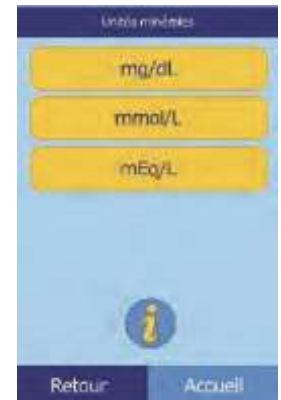 Unités minérales
mg/dL
mmol/L
mEq/L
i
Retour Accueil